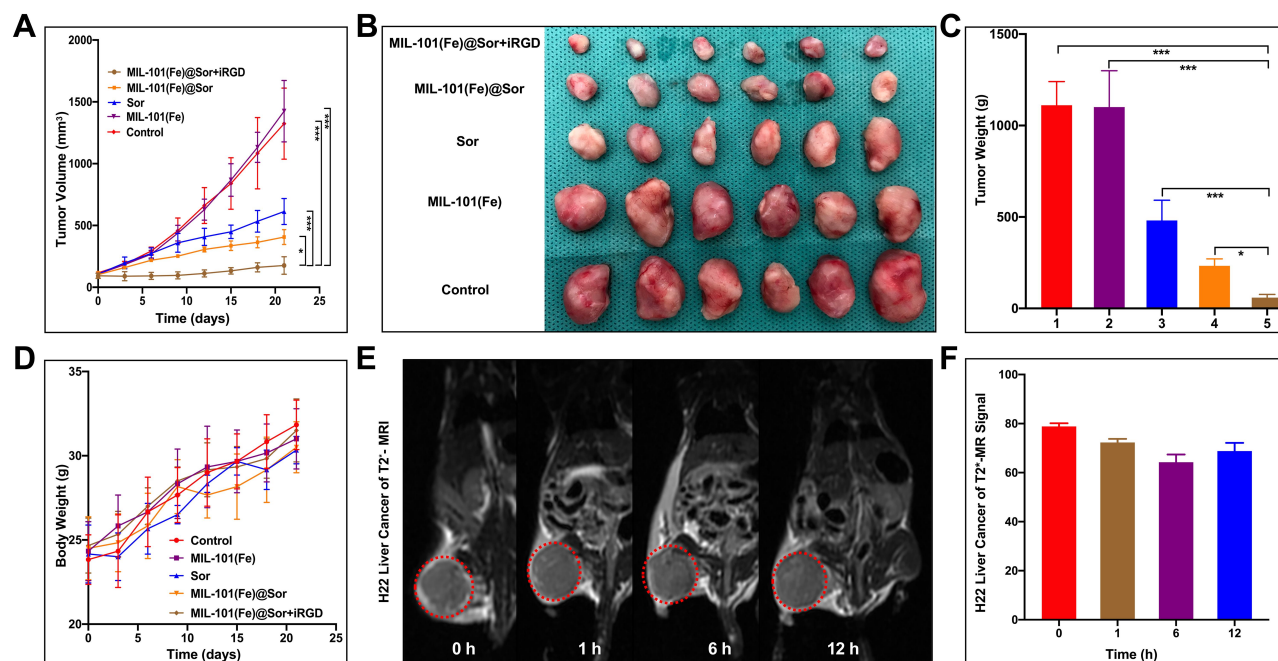 A
Tumor Volume (mm³)
2000
1500
1000
500
0
MIL-101(Fe)@Sor+iRGD
MIL-101(Fe)@Sor
Sor
MIL-101(Fe)
Control
*
***
***
***
0 5 10 15 20 25
Time (days)
B
MIL-101(Fe)@Sor+iRGD
MIL-101(Fe)@Sor
Sor
MIL-101(Fe)
Control
C
Tumor Weight (g)
1500
1000
500
0
***
***
***
*
1 2 3 4 5
D
Body Weight (g)
35
30
25
20
Control
MIL-101(Fe)
Sor
MIL-101(Fe)@Sor
MIL-101(Fe)@Sor+iRGD
0 5 10 15 20 25
Time (days)
E
H22 Liver Cancer of T2*- MRI
0 h 1 h 6 h 12 h
F
H22 Liver Cancer of T2*-MR Signal
100
80
60
40
20
0
0 1 6 12
Time (h)